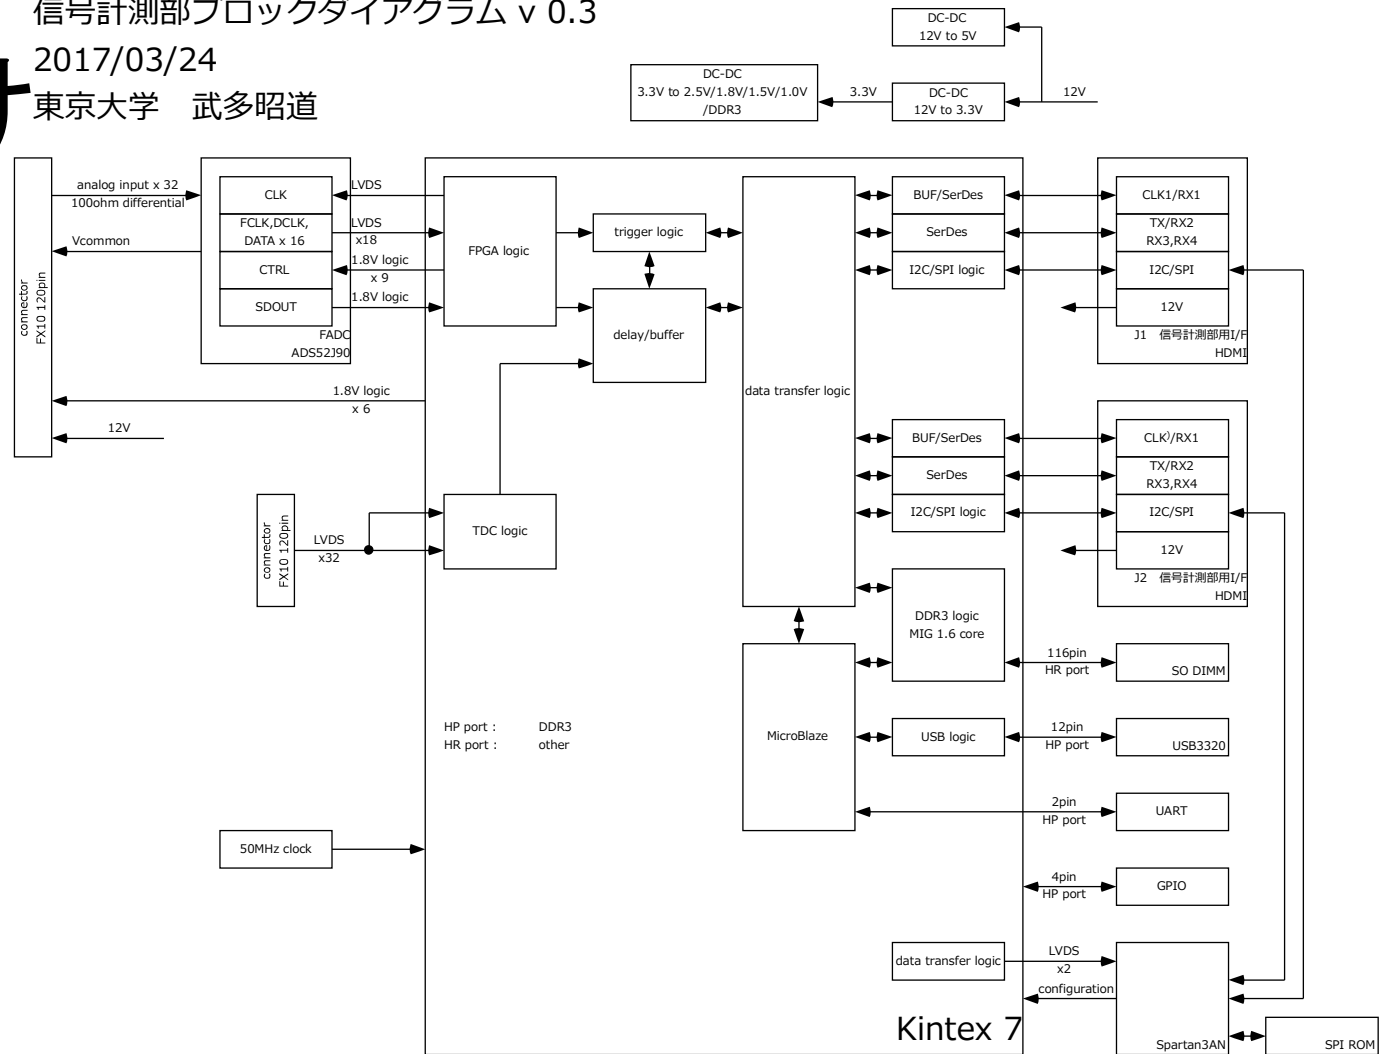 信号計測部ブロックダイアグラム v 0.3
2017/03/24
東京大学　武多昭道
DC-DC
12V to 5V
DC-DC
3.3V to 2.5V/1.8V/1.5V/1.0V
/DDR3
3.3V
DC-DC
12V to 3.3V
12V
connector
FX10 120pin
analog input x 32
100ohm differential
Vcommon
CLK
FCLK,DCLK,
DATA x 16
CTRL
SDOUT
FADC
ADS52J90
LVDS
LVDS
x18
1.8V logic
x 9
1.8V logic
FPGA logic
trigger logic
delay/buffer
data transfer logic
BUF/SerDes
SerDes
I2C/SPI logic
CLK1/RX1
TX/RX2
RX3,RX4
I2C/SPI
12V
J1　信号計測部用I/F
HDMI
1.8V logic
x 6
12V
BUF/SerDes
SerDes
I2C/SPI logic
CLK)/RX1
TX/RX2
RX3,RX4
I2C/SPI
12V
J2　信号計測部用I/F
HDMI
connector
FX10 120pin
LVDS
x32
TDC logic
DDR3 logic
MIG 1.6 core
116pin
HR port
SO DIMM
HP port :　DDR3
HR port :　other
MicroBlaze
USB logic
12pin
HP port
USB3320
2pin
HP port
UART
50MHz clock
4pin
HP port
GPIO
data transfer logic
LVDS
x2
configuration
Kintex 7
Spartan3AN
SPI ROM